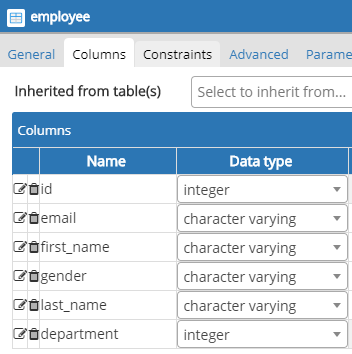 employee
General Columns Constraints Advanced Parame
Inherited from table(s) Select to inherit from...
Columns
Name Data type
id integer
email character varying
first_name character varying
gender character varying
last_name character varying
department integer